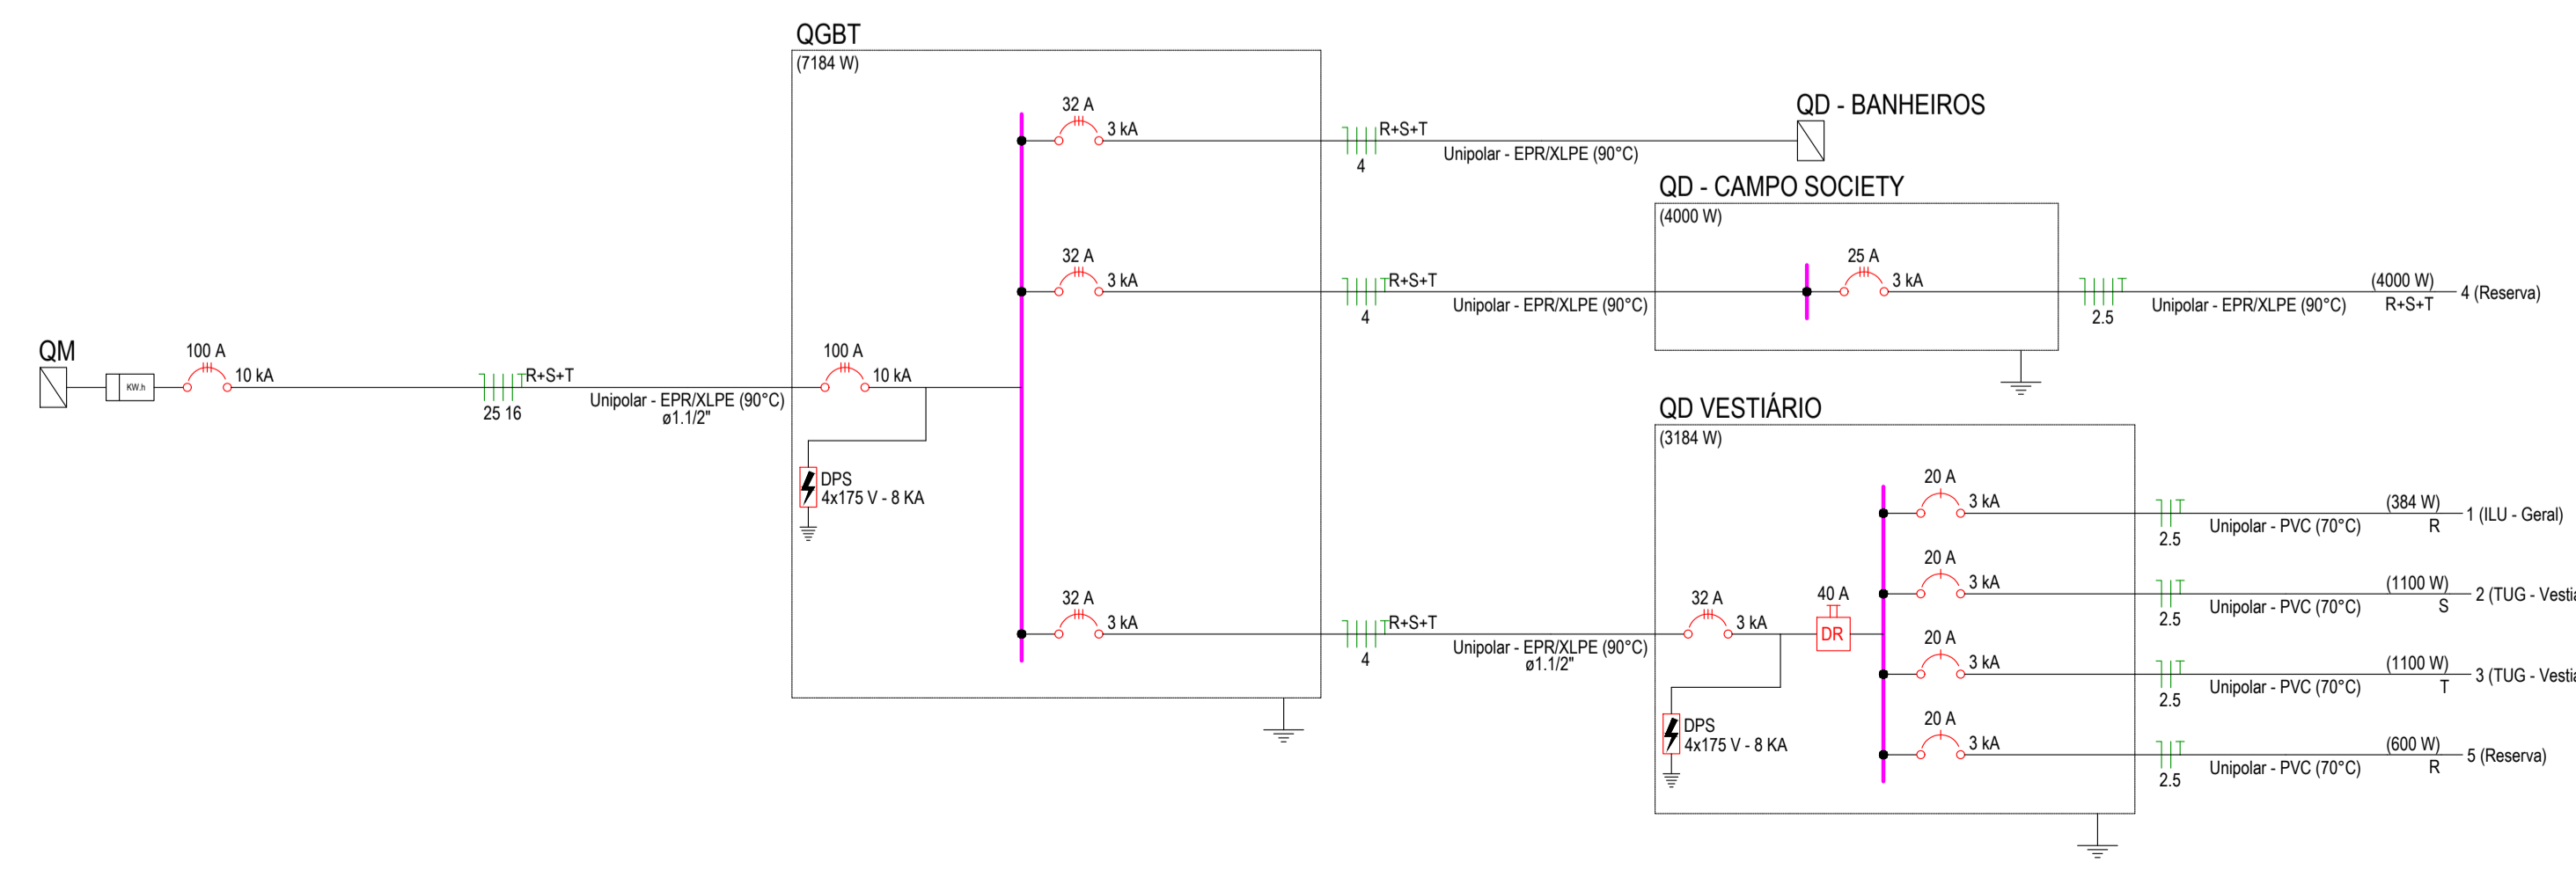 QM
KW.h
100 A
10 kA
R+S+T
25 16
Unipolar - EPR/XLPE (90°C)
ø1.1/2"
QGBT
(7184 W)
100 A
10 kA
DPS
4x175 V - 8 KA
32 A
3 kA
R+S+T
4
Unipolar - EPR/XLPE (90°C)
QD - BANHEIROS
32 A
3 kA
R+S+T
4
Unipolar - EPR/XLPE (90°C)
QD - CAMPO SOCIETY
(4000 W)
25 A
3 kA
2.5
Unipolar - EPR/XLPE (90°C)
(4000 W)
R+S+T
4 (Reserva)
32 A
3 kA
R+S+T
4
Unipolar - EPR/XLPE (90°C)
ø1.1/2"
QD VESTIÁRIO
(3184 W)
32 A
3 kA
40 A
DR
DPS
4x175 V - 8 KA
20 A
3 kA
2.5
Unipolar - PVC (70°C)
(384 W)
R
1 (ILU - Geral)
20 A
3 kA
2.5
Unipolar - PVC (70°C)
(1100 W)
S
2 (TUG - Vestia
20 A
3 kA
2.5
Unipolar - PVC (70°C)
(1100 W)
T
3 (TUG - Vestia
20 A
3 kA
2.5
Unipolar - PVC (70°C)
(600 W)
R
5 (Reserva)